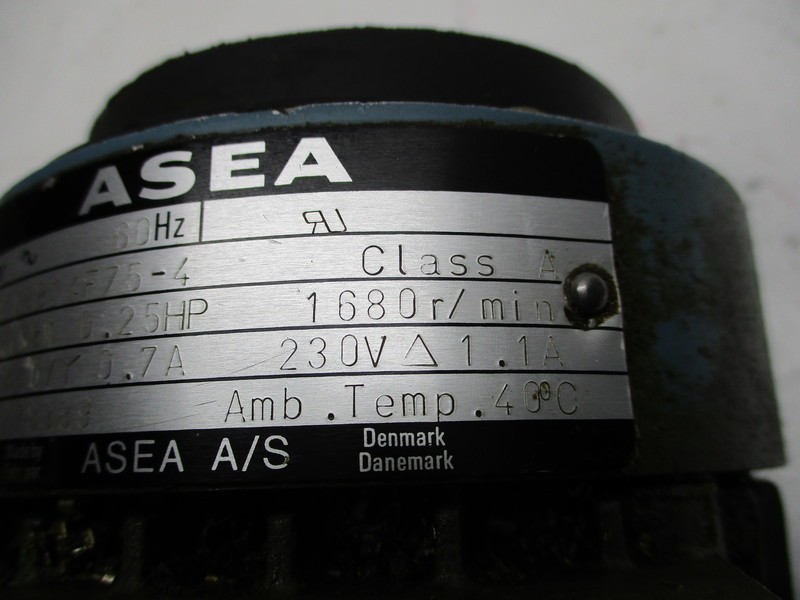 ASEA
60Hz
Class A
0.25HP 1680r/min
0.7A 230V △ 1.1A
Amb.Temp.40°C
ASEA A/S Denmark
Danemark